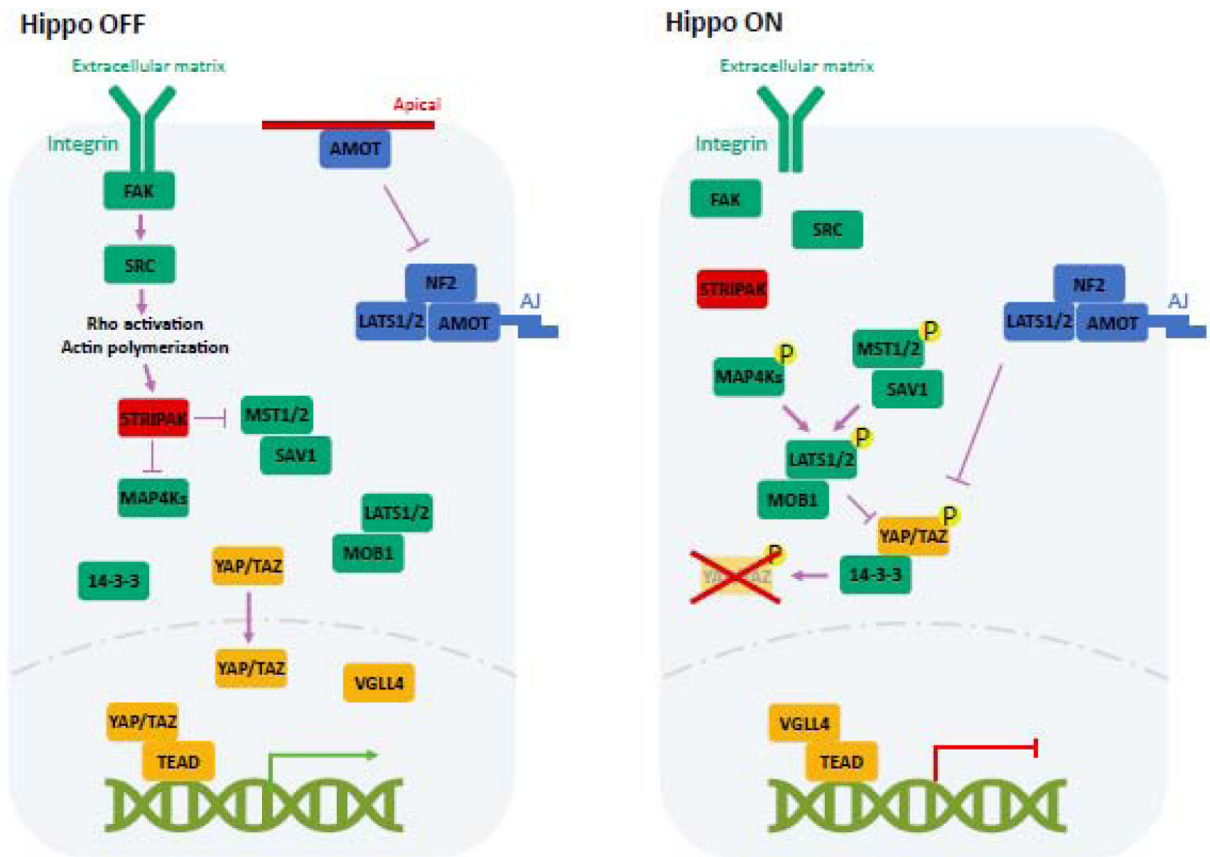 Hippo OFF
Extracellular matrix
Apical
Integrin
AMOT
FAK
SRC
NF2
LATS1/2
AMOT
AJ
Rho activation
Actin polymerization
STRIPAK
MST1/2
SAV1
MAP4Ks
LATS1/2
MOB1
14-3-3
YAP/TAZ
YAP/TAZ
VGLL4
YAP/TAZ
TEAD
Hippo ON
Extracellular matrix
Integrin
FAK
SRC
STRIPAK
NF2
LATS1/2
AMOT
AJ
MAP4Ks
P
MST1/2
P
SAV1
LATS1/2
P
MOB1
YAP/TAZ
P
14-3-3
YAP/TAZ
P
VGLL4
TEAD